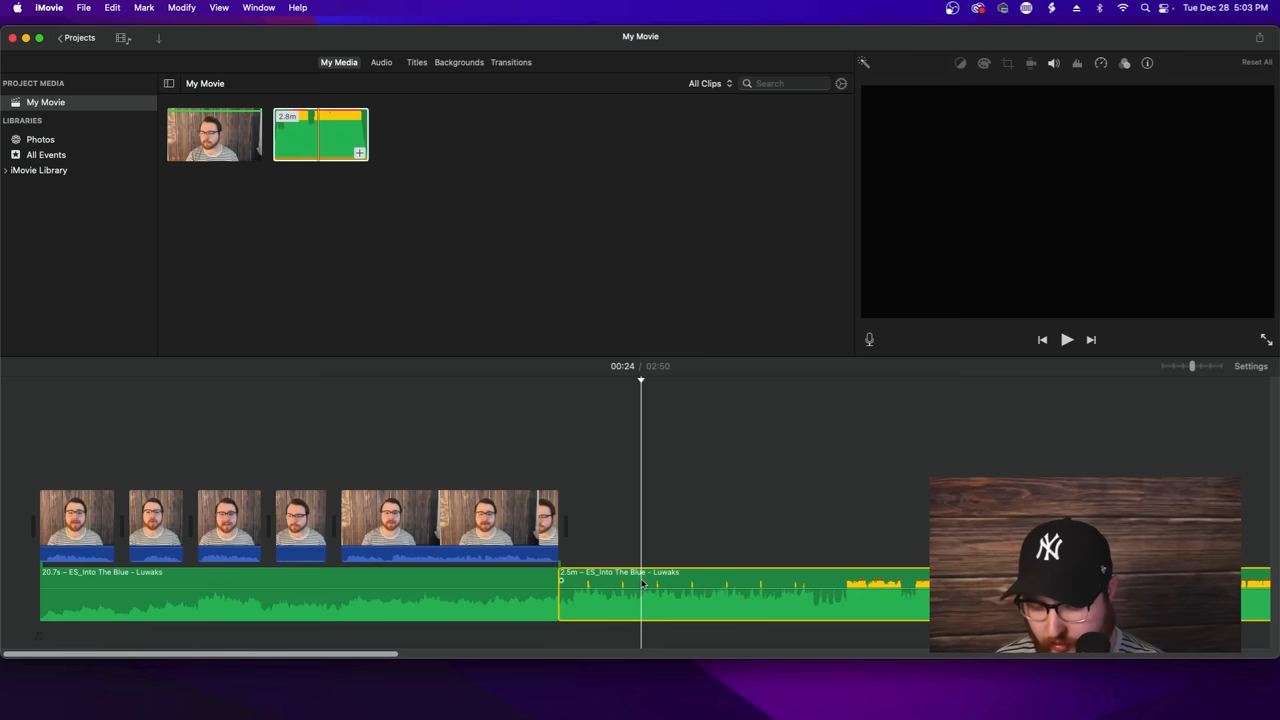 iMovie File Edit Mark Modify View Window Help Tue Dec 28 5:03 PM
Projects My Movie
My Media Audio Titles Backgrounds Transitions Reset All
PROJECT MEDIA My Movie All Clips Search
My Movie
LIBRARIES
Photos
All Events
iMovie Library
2.8m
00:24 / 02:50 Settings
20.7s – ES_Into The Blue - Luwaks 2.5m – ES_Into The Blue - Luwaks
NY